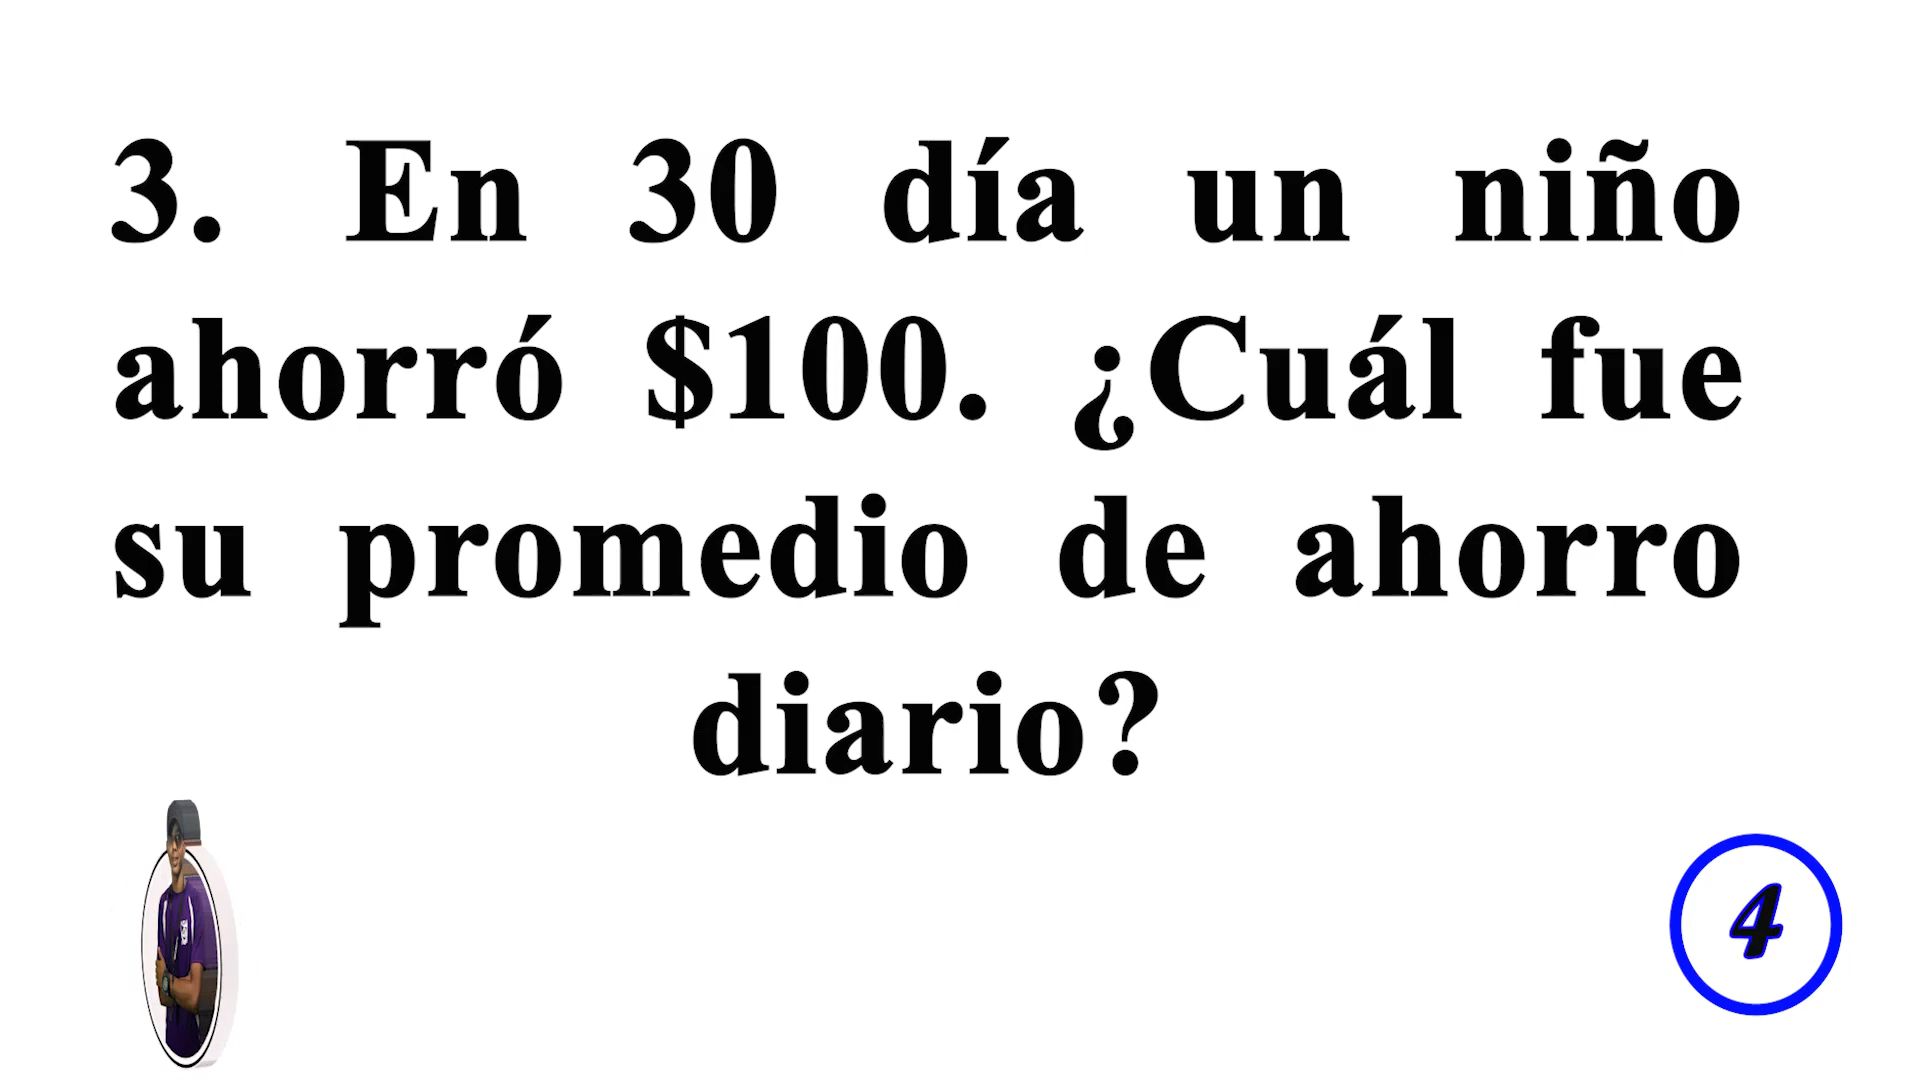 3. En 30 día un niño
ahorró $100. ¿Cuál fue
su promedio de ahorro
diario?
4